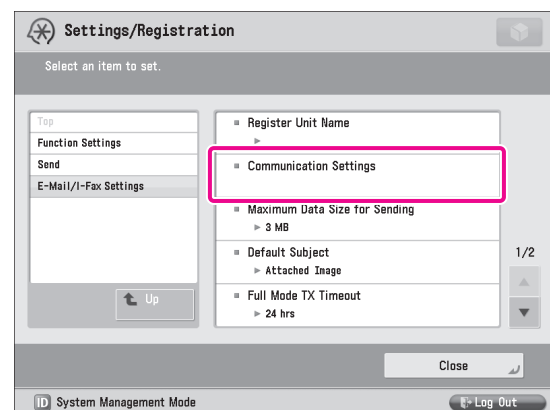 Settings/Registration
Select an item to set.
Top
Function Settings
Send
E-Mail/I-Fax Settings
Up
Register Unit Name
Communication Settings
Maximum Data Size for Sending
3 MB
Default Subject
Attached Image
Full Mode TX Timeout
24 hrs
1/2
Close
ID System Management Mode
Log Out